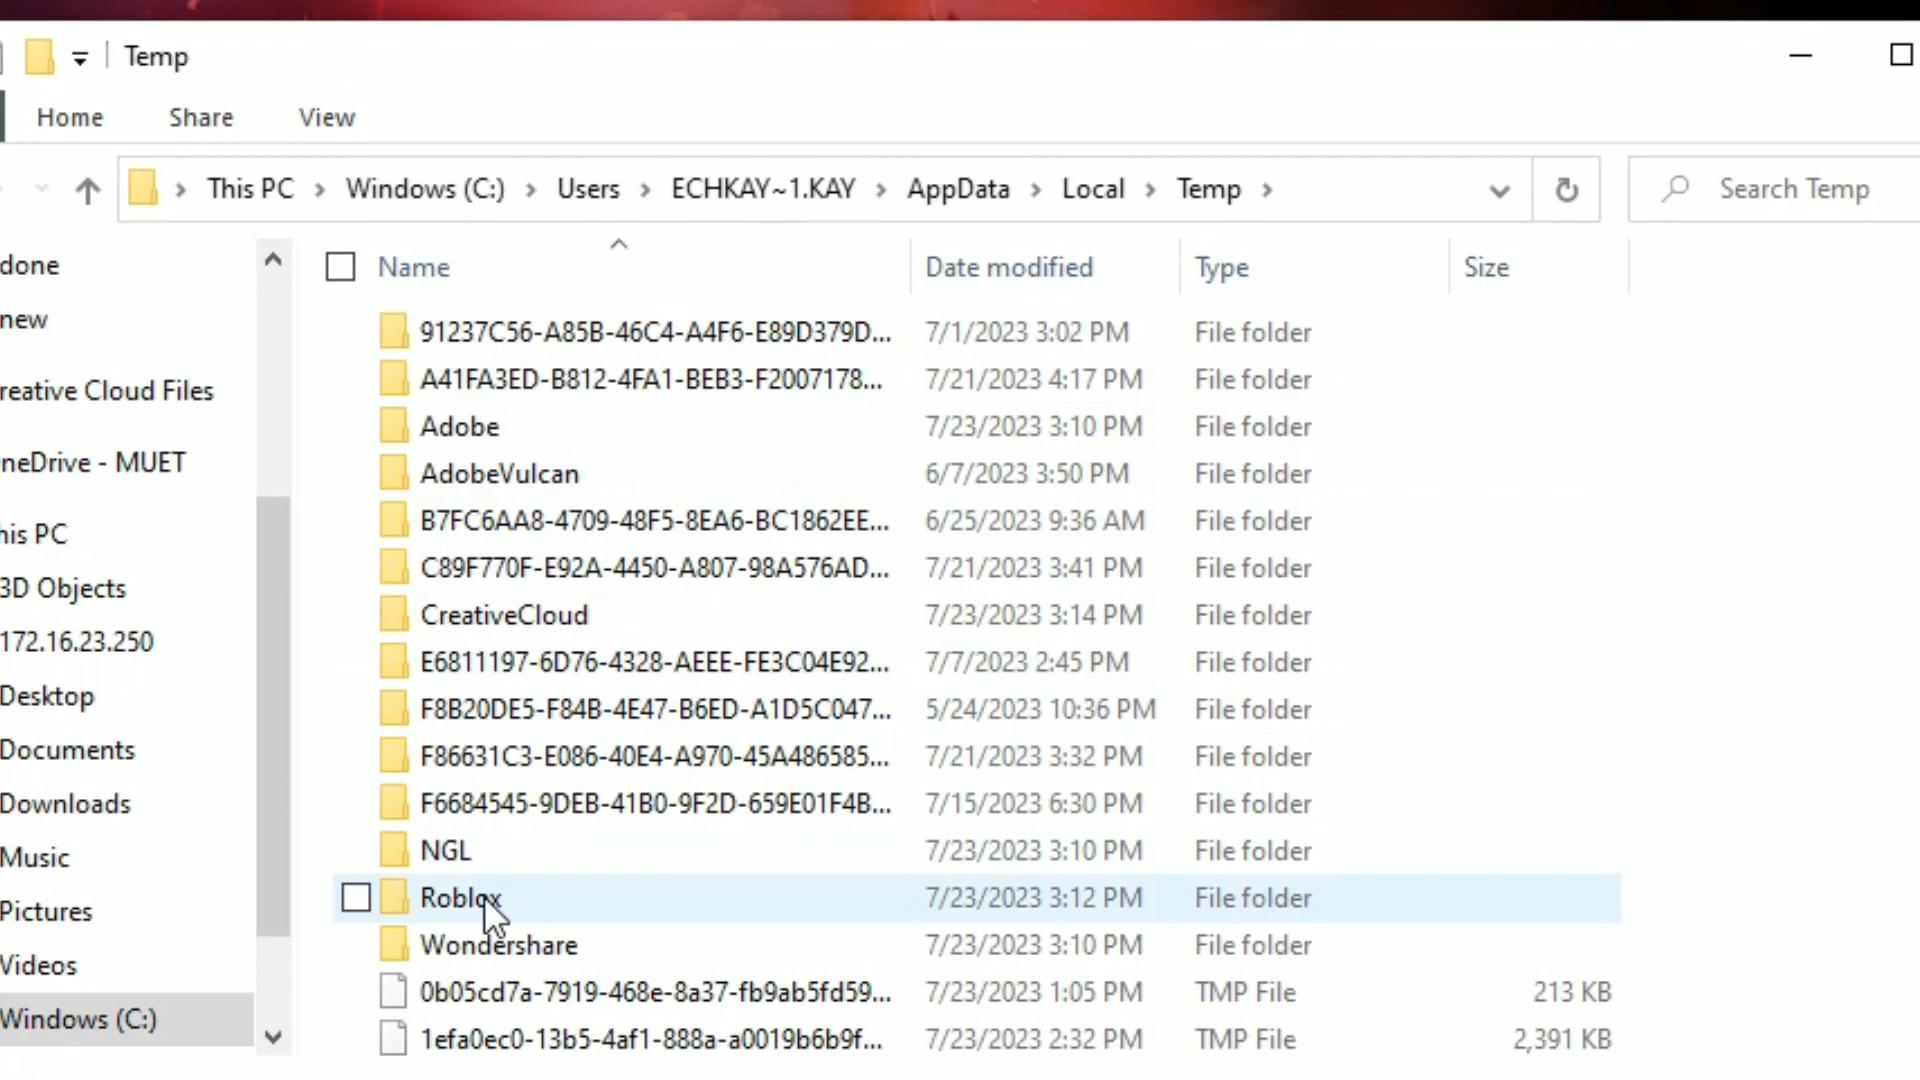 Temp
Home Share View
This PC Windows (C:) Users ECHKAY~1.KAY AppData Local Temp Search Temp
done
new
reative Cloud Files
neDrive - MUET
his PC
3D Objects
172.16.23.250
Desktop
Documents
Downloads
Music
Pictures
Videos
Windows (C:)
Name Date modified Type Size
91237C56-A85B-46C4-A4F6-E89D379D... 7/1/2023 3:02 PM File folder
A41FA3ED-B812-4FA1-BEB3-F2007178... 7/21/2023 4:17 PM File folder
Adobe 7/23/2023 3:10 PM File folder
AdobeVulcan 6/7/2023 3:50 PM File folder
B7FC6AA8-4709-48F5-8EA6-BC1862EE... 6/25/2023 9:36 AM File folder
C89F770F-E92A-4450-A807-98A576AD... 7/21/2023 3:41 PM File folder
CreativeCloud 7/23/2023 3:14 PM File folder
E6811197-6D76-4328-AEEE-FE3C04E92... 7/7/2023 2:45 PM File folder
F8B20DE5-F84B-4E47-B6ED-A1D5C047... 5/24/2023 10:36 PM File folder
F86631C3-E086-40E4-A970-45A486585... 7/21/2023 3:32 PM File folder
F6684545-9DEB-41B0-9F2D-659E01F4B... 7/15/2023 6:30 PM File folder
NGL 7/23/2023 3:10 PM File folder
Roblox 7/23/2023 3:12 PM File folder
Wondershare 7/23/2023 3:10 PM File folder
0b05cd7a-7919-468e-8a37-fb9ab5fd59... 7/23/2023 1:05 PM TMP File 213 KB
1efa0ec0-13b5-4af1-888a-a0019b6b9f... 7/23/2023 2:32 PM TMP File 2,391 KB